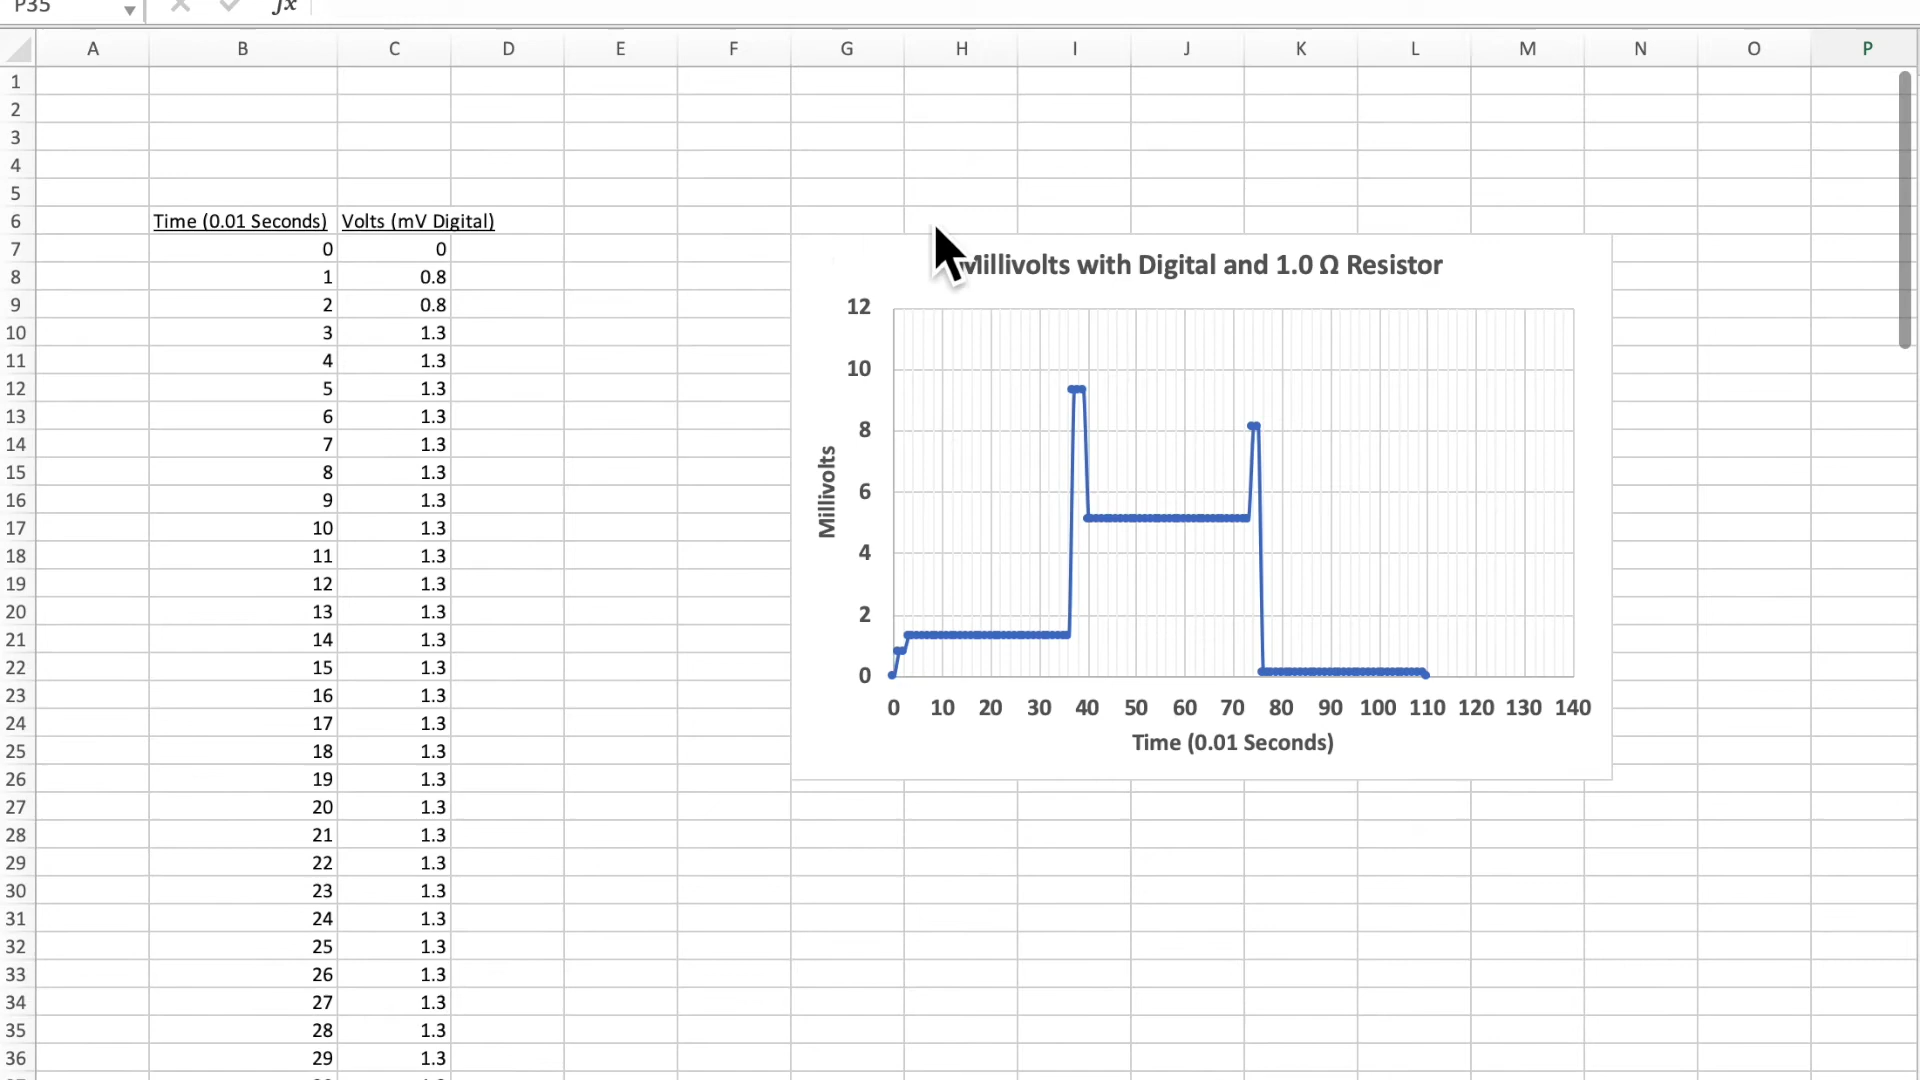 P35 fx
A B C D E F G H I J K L M N O P
1
2
3
4
5
6 Time (0.01 Seconds) Volts (mV Digital)
7 0 0
8 1 0.8
9 2 0.8
10 3 1.3
11 4 1.3
12 5 1.3
13 6 1.3
14 7 1.3
15 8 1.3
16 9 1.3
17 10 1.3
18 11 1.3
19 12 1.3
20 13 1.3
21 14 1.3
22 15 1.3
23 16 1.3
24 17 1.3
25 18 1.3
26 19 1.3
27 20 1.3
28 21 1.3
29 22 1.3
30 23 1.3
31 24 1.3
32 25 1.3
33 26 1.3
34 27 1.3
35 28 1.3
36 29 1.3
Millivolts with Digital and 1.0 Ω Resistor
Millivolts
12
10
8
6
4
2
0
0 10 20 30 40 50 60 70 80 90 100 110 120 130 140
Time (0.01 Seconds)